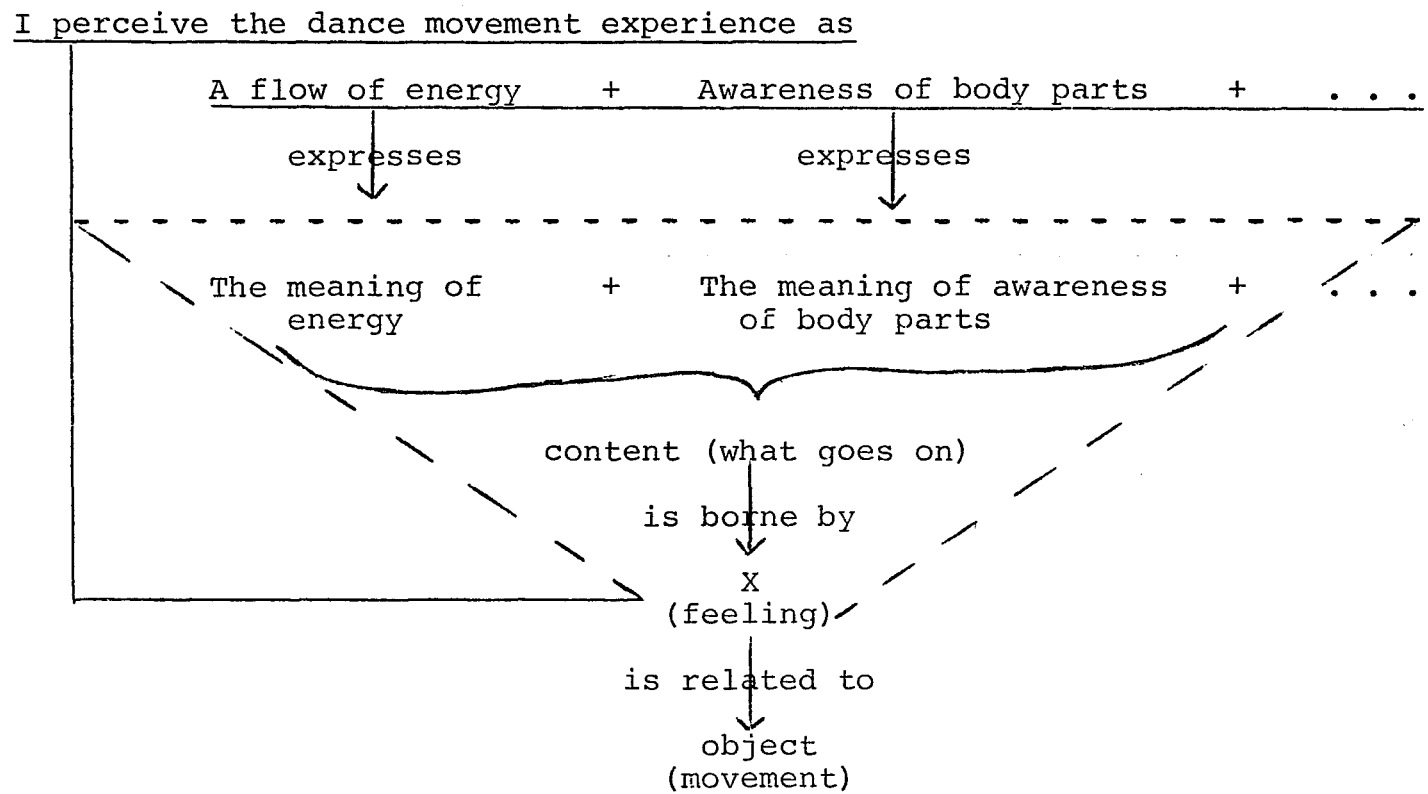 I perceive the dance movement experience as
A flow of energy + Awareness of body parts + . . .
expresses expresses
The meaning of + The meaning of awareness + . . .
energy of body parts
content (what goes on)
is borne by
X
(feeling)
is related to
object
(movement)